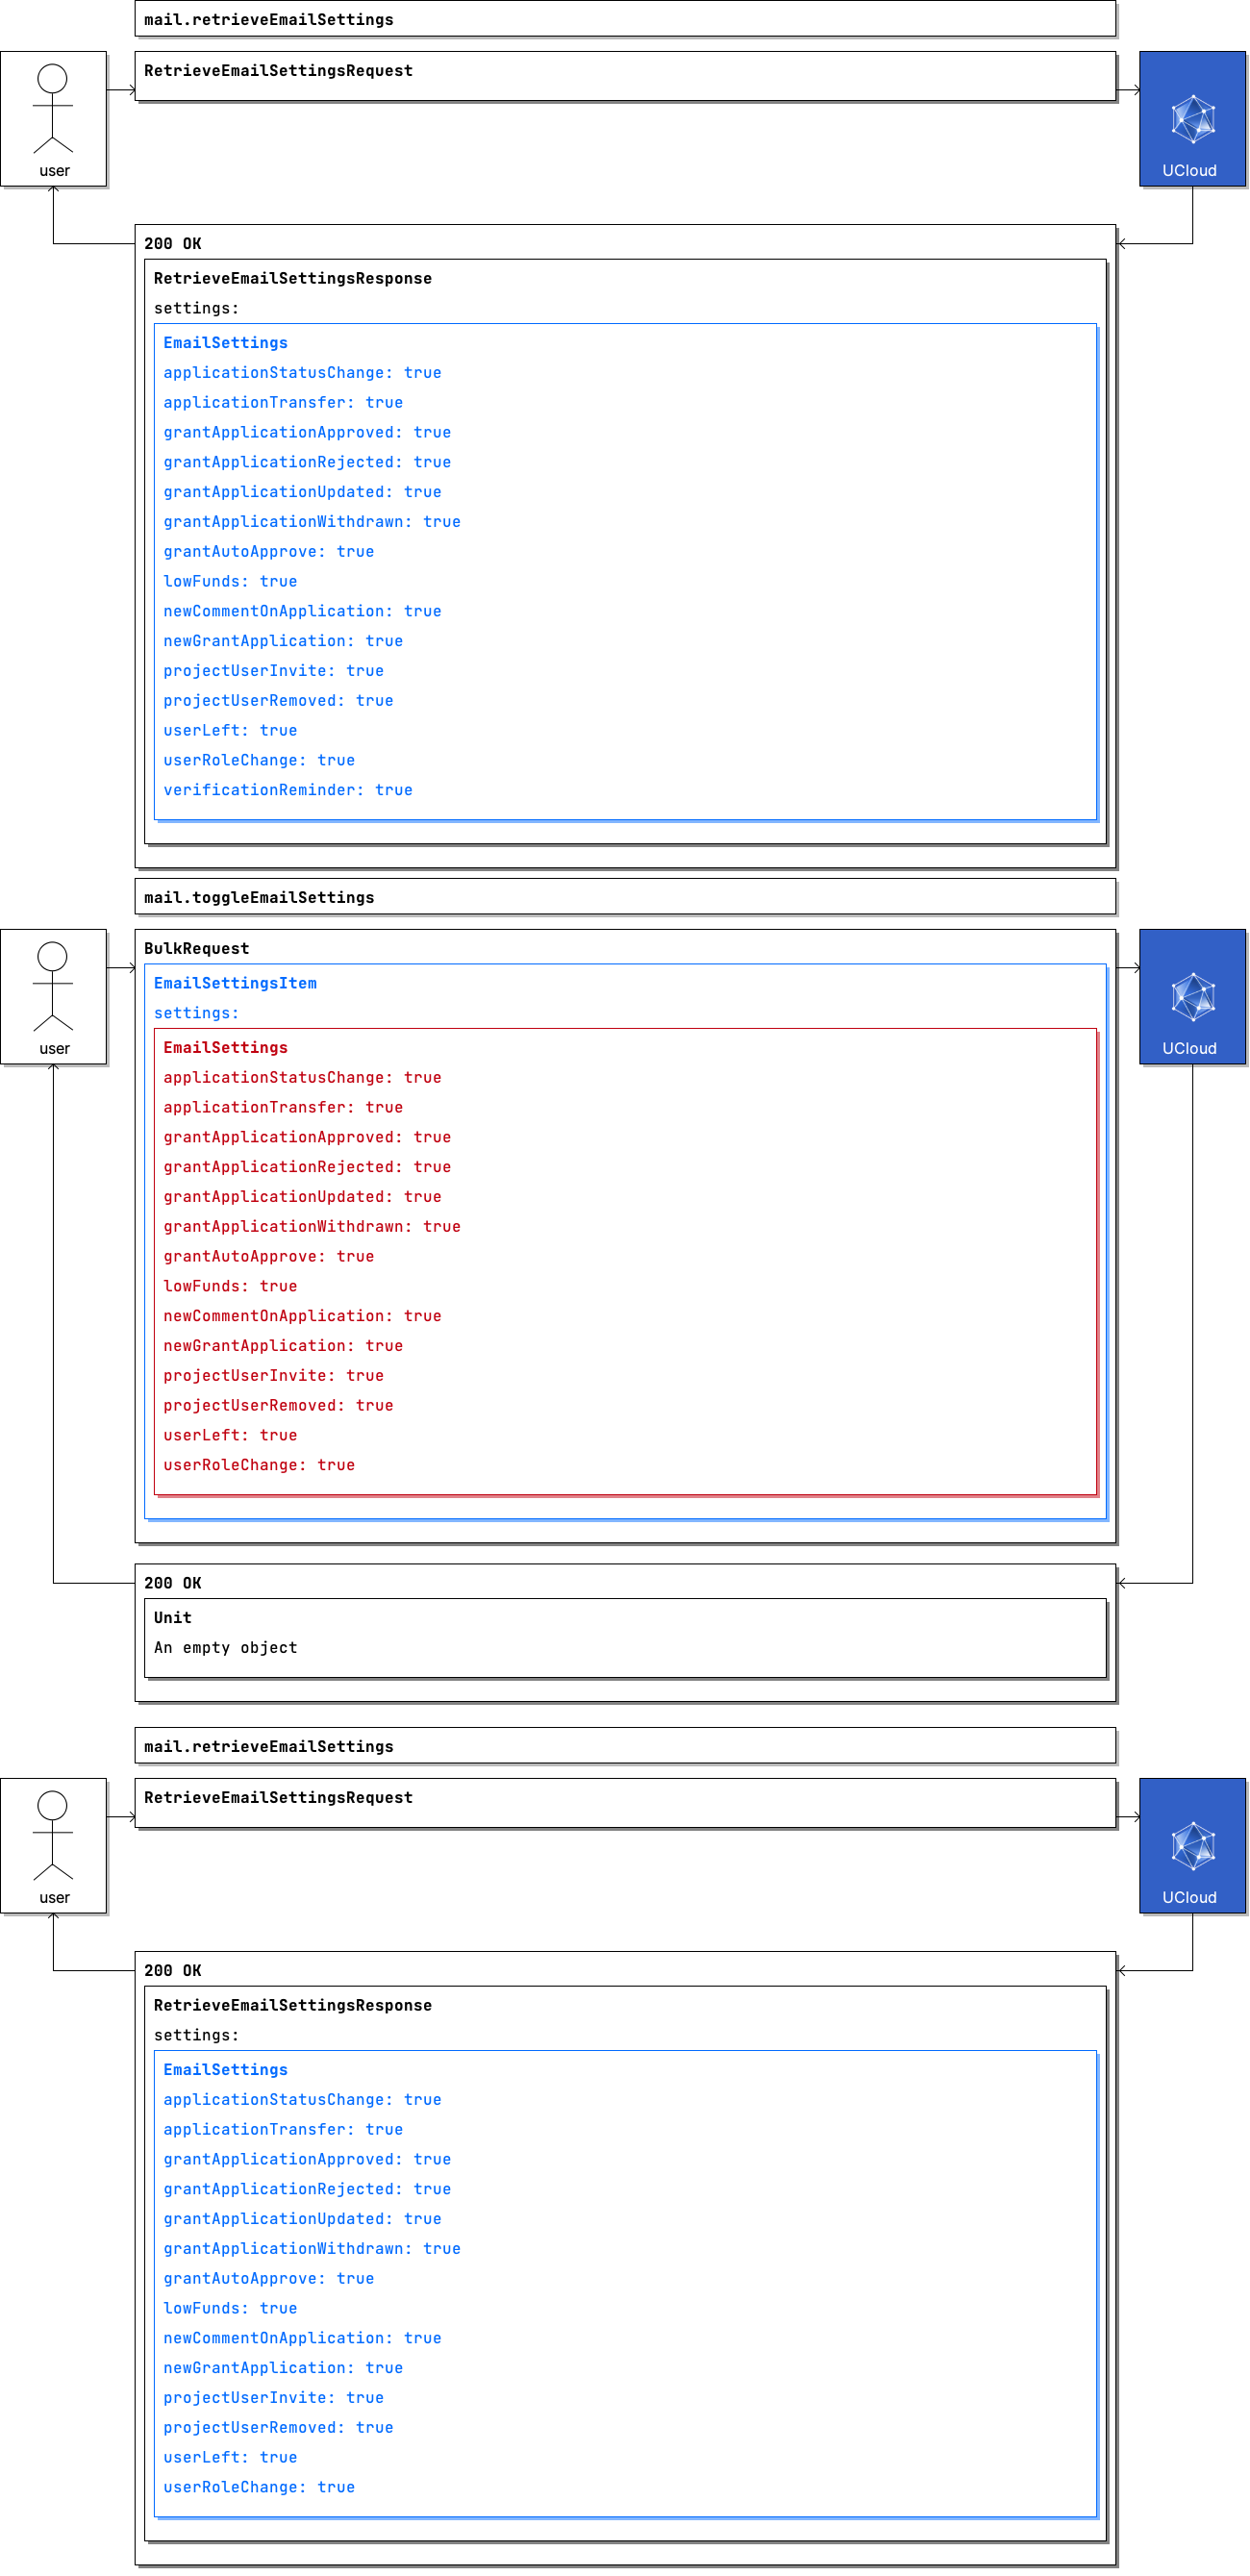 mail.retrieveEmailSettings
RetrieveEmailSettingsRequest
user
UCloud
200 OK
RetrieveEmailSettingsResponse
settings:
EmailSettings
applicationStatusChange: true
applicationTransfer: true
grantApplicationApproved: true
grantApplicationRejected: true
grantApplicationUpdated: true
grantApplicationWithdrawn: true
grantAutoApprove: true
lowFunds: true
newCommentOnApplication: true
newGrantApplication: true
projectUserInvite: true
projectUserRemoved: true
userLeft: true
userRoleChange: true
verificationReminder: true
mail.toggleEmailSettings
BulkRequest
EmailSettingsItem
settings:
user
UCloud
EmailSettings
applicationStatusChange: true
applicationTransfer: true
grantApplicationApproved: true
grantApplicationRejected: true
grantApplicationUpdated: true
grantApplicationWithdrawn: true
grantAutoApprove: true
lowFunds: true
newCommentOnApplication: true
newGrantApplication: true
projectUserInvite: true
projectUserRemoved: true
userLeft: true
userRoleChange: true
200 OK
Unit
An empty object
mail.retrieveEmailSettings
RetrieveEmailSettingsRequest
user
UCloud
200 OK
RetrieveEmailSettingsResponse
settings:
EmailSettings
applicationStatusChange: true
applicationTransfer: true
grantApplicationApproved: true
grantApplicationRejected: true
grantApplicationUpdated: true
grantApplicationWithdrawn: true
grantAutoApprove: true
lowFunds: true
newCommentOnApplication: true
newGrantApplication: true
projectUserInvite: true
projectUserRemoved: true
userLeft: true
userRoleChange: true